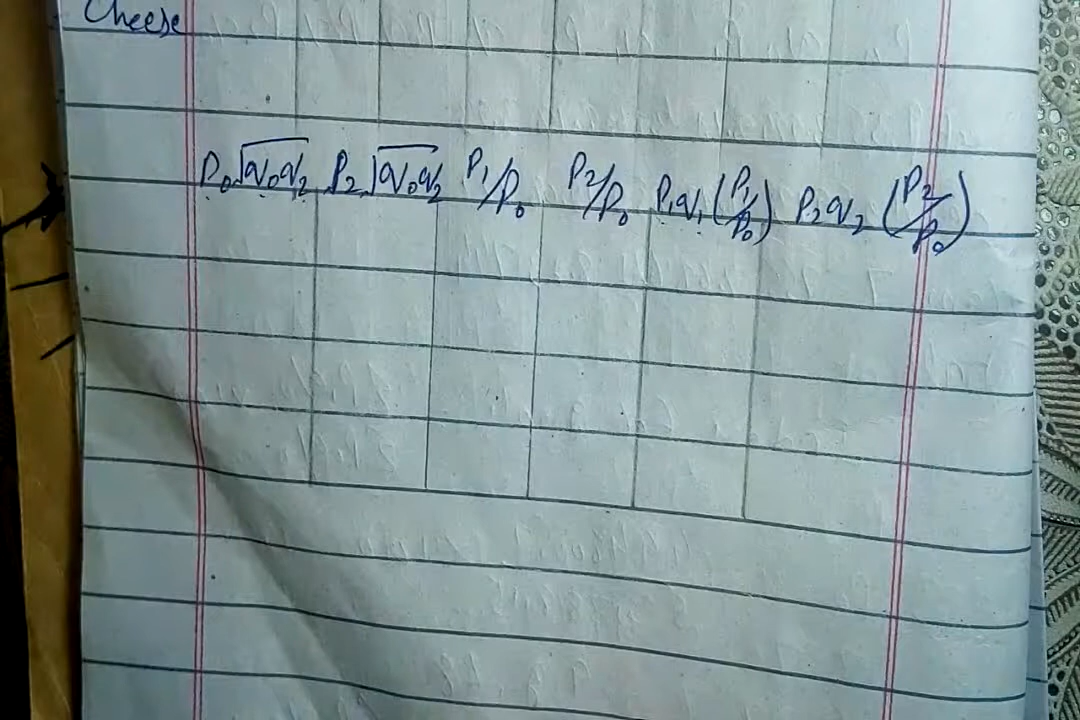 Cheese
P₀√q₀q₂ P₂√q₀q₂ P₁/P₀ P₂/P₀ P₁q₁(P₁/P₀) P₂q₂(P₂/P₀)